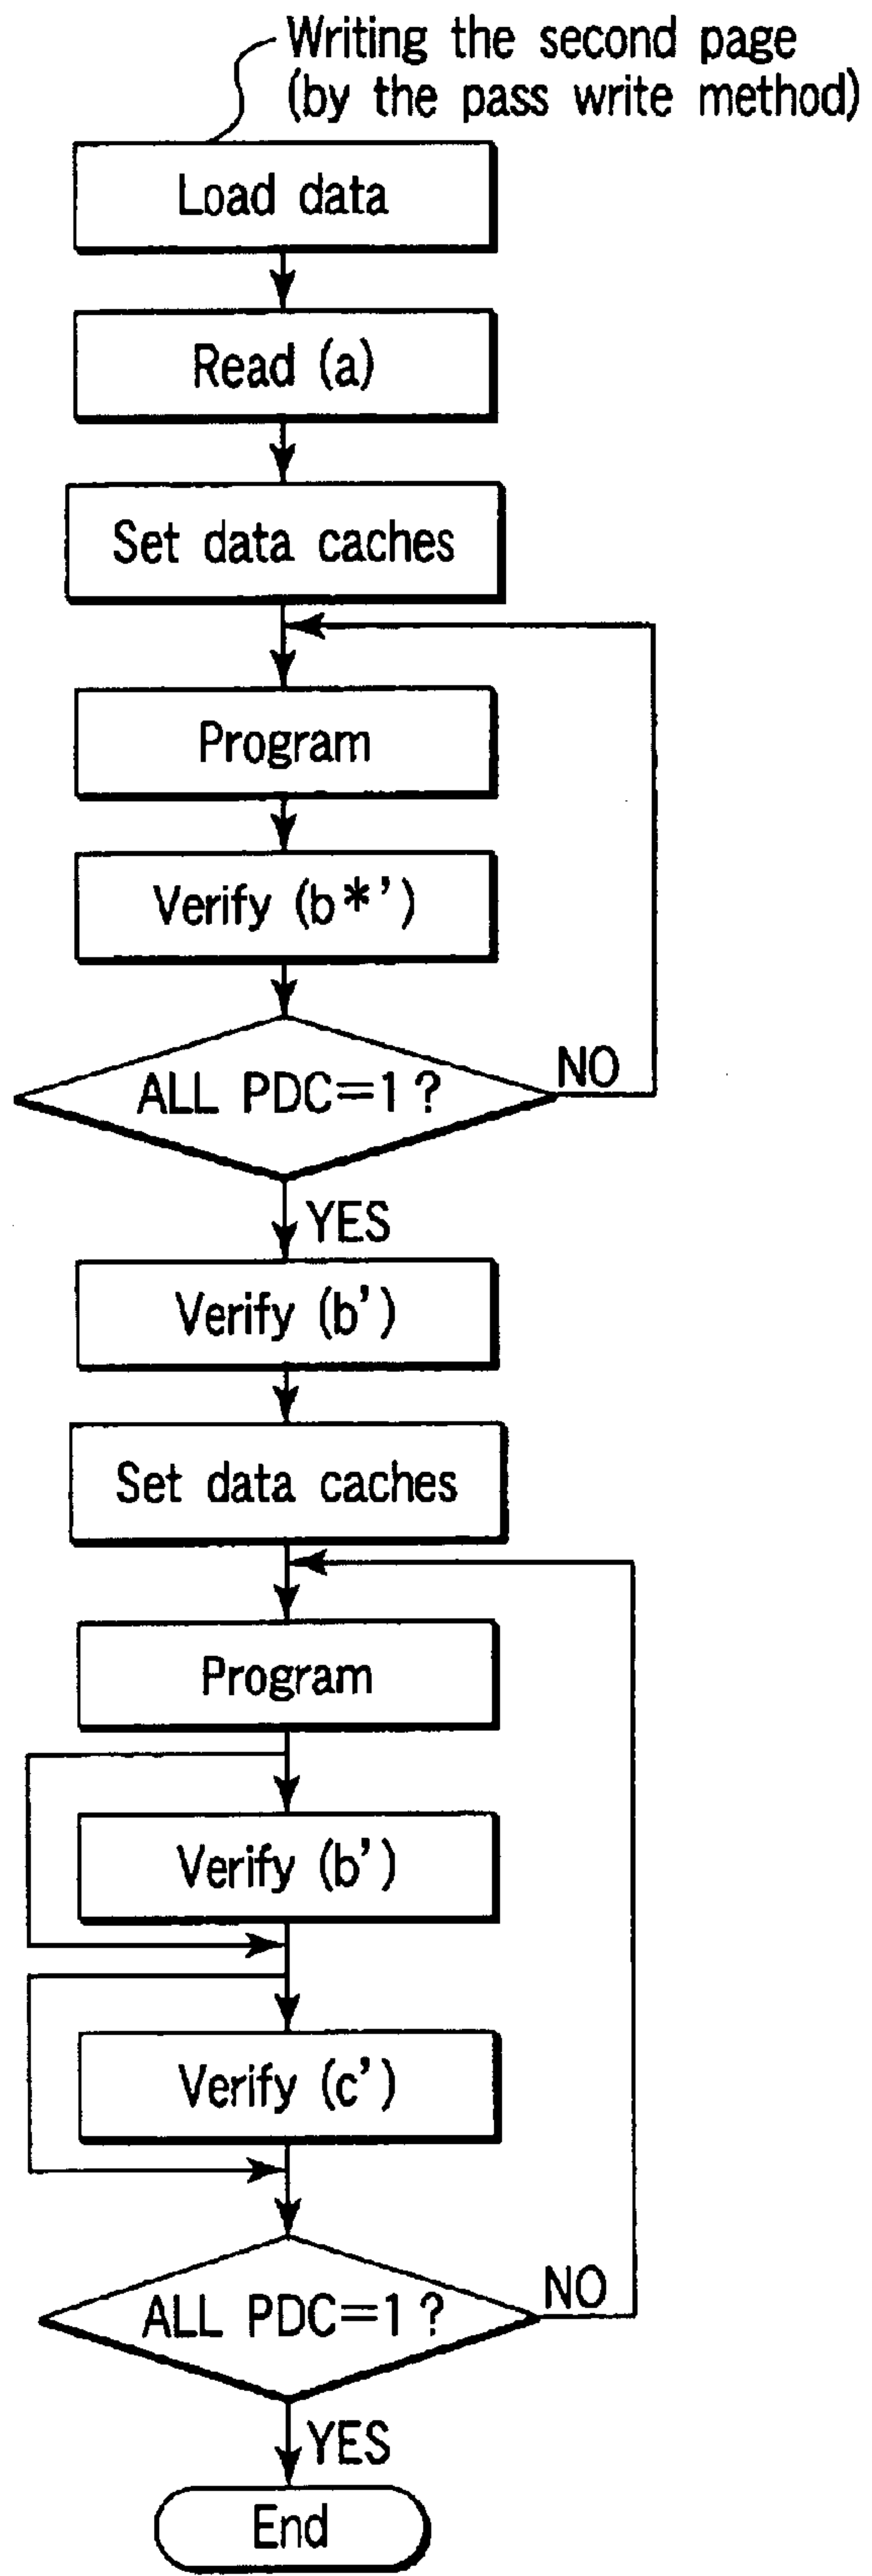 Writing the second page
(by the pass write method)
Load data
Read (a)
Set data caches
Program
Verify (b*')
ALL PDC=1?
NO
YES
Verify (b')
Set data caches
Program
Verify (b')
Verify (c')
ALL PDC=1?
NO
YES
End